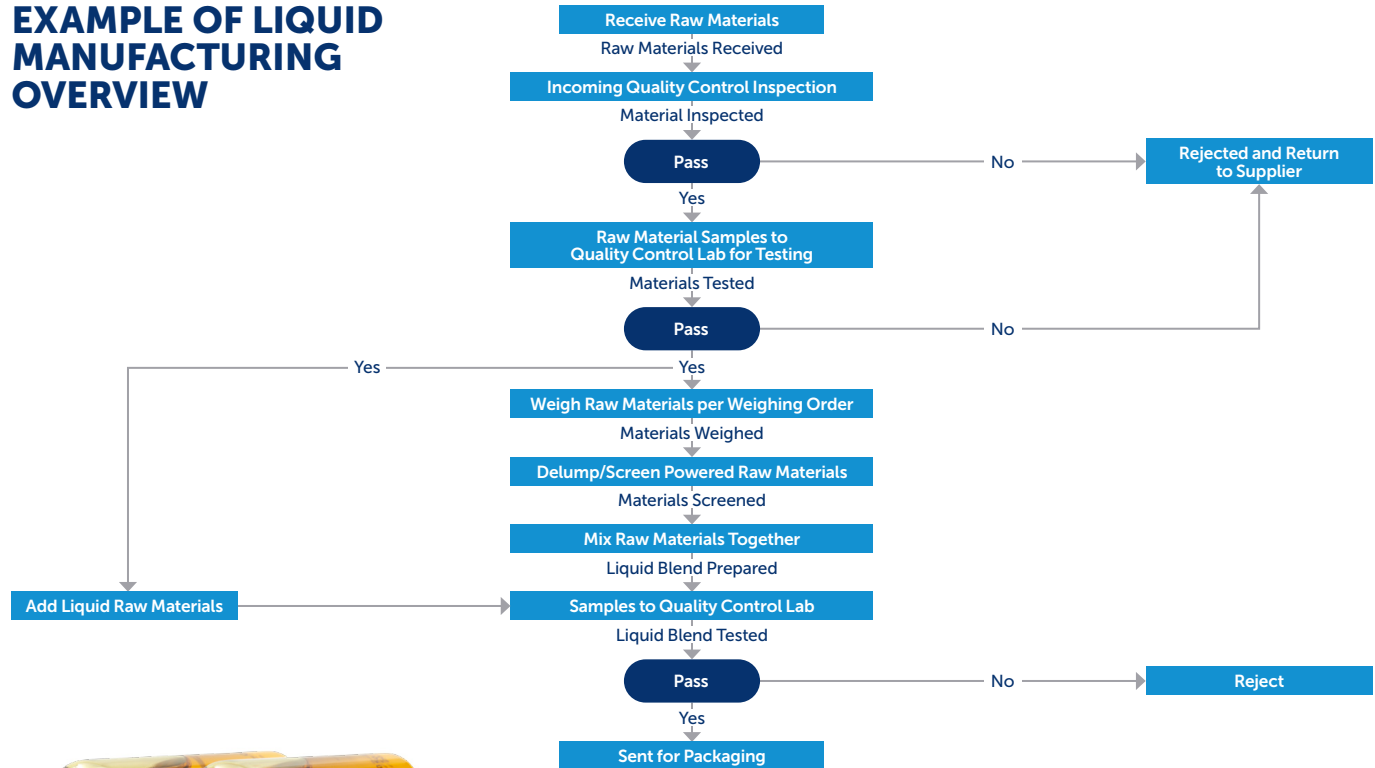 EXAMPLE OF LIQUID
MANUFACTURING
OVERVIEW
Receive Raw Materials
Raw Materials Received
Incoming Quality Control Inspection
Material Inspected
Pass
No
Rejected and Return
to Supplier
Yes
Raw Material Samples to
Quality Control Lab for Testing
Materials Tested
Pass
No
Yes
Yes
Weigh Raw Materials per Weighing Order
Materials Weighed
Delump/Screen Powered Raw Materials
Materials Screened
Mix Raw Materials Together
Liquid Blend Prepared
Add Liquid Raw Materials
Samples to Quality Control Lab
Liquid Blend Tested
Pass
No
Reject
Yes
Sent for Packaging